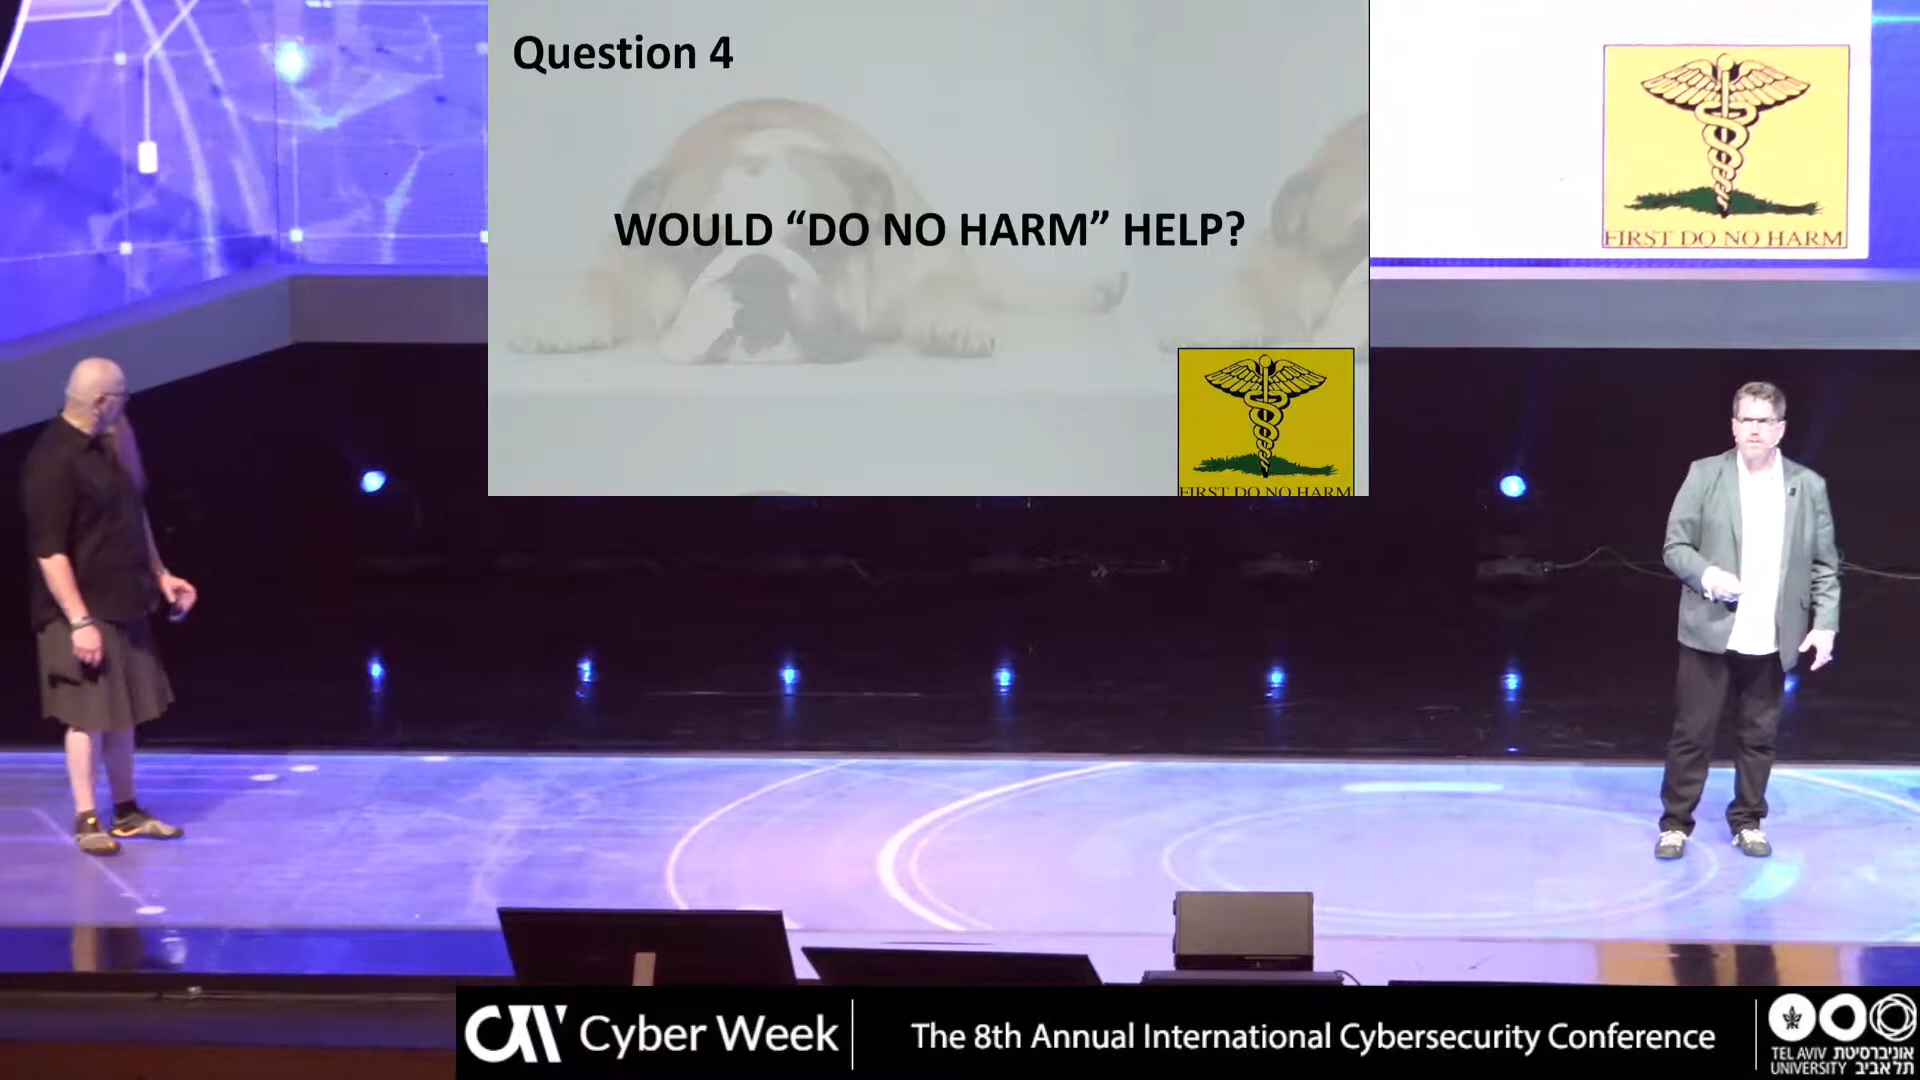 Question 4
WOULD “DO NO HARM” HELP?
FIRST DO NO HARM
FIRST DO NO HARM
Cyber Week
The 8th Annual International Cybersecurity Conference
TEL AVIV אוניברסיטת
UNIVERSITY תל אביב